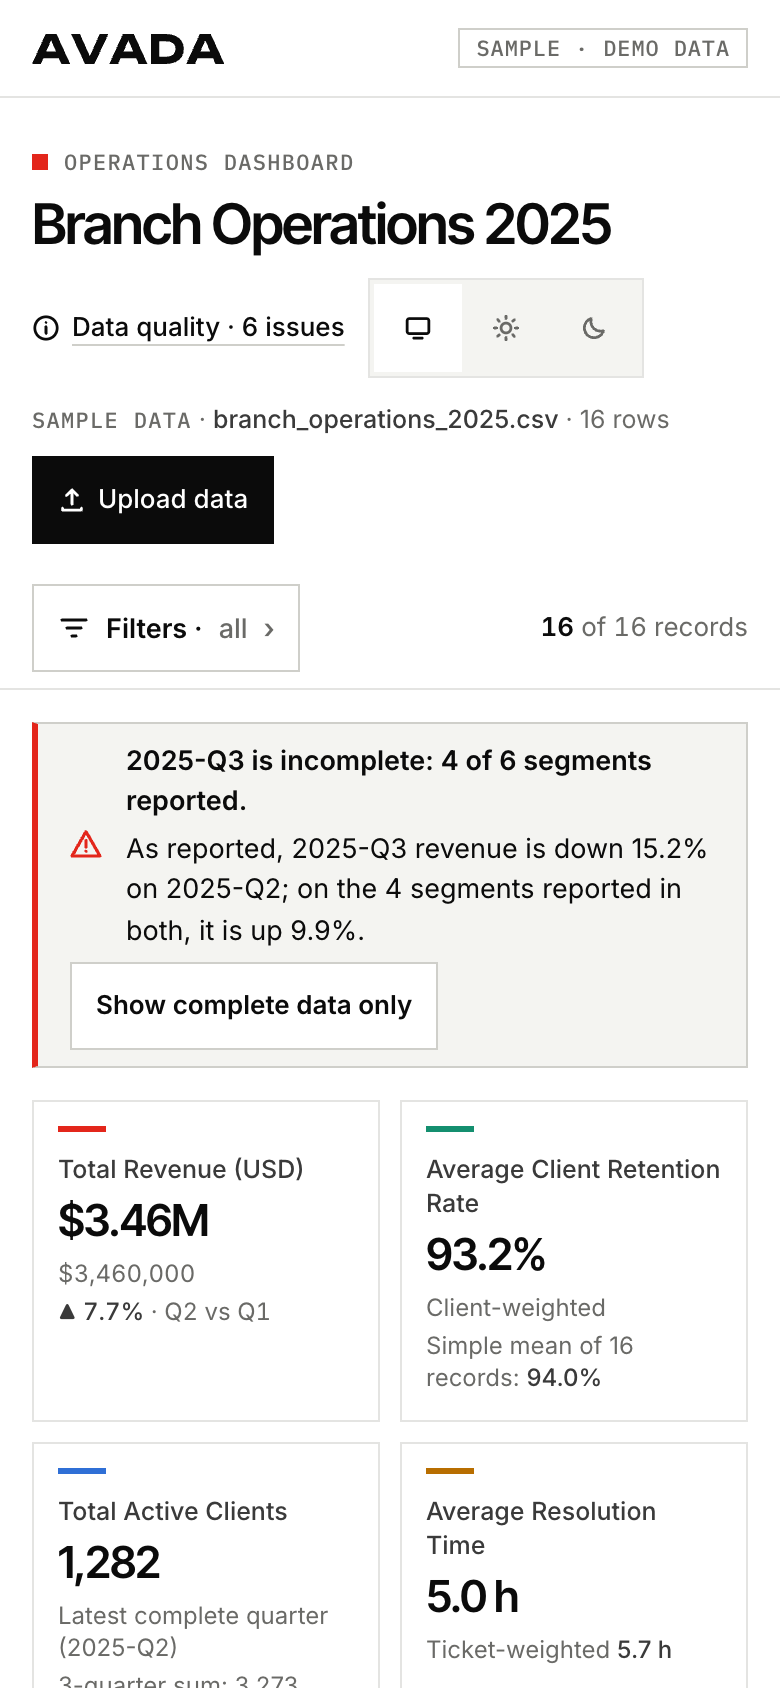 AVADA
SAMPLE · DEMO DATA
OPERATIONS DASHBOARD
Branch Operations 2025
Data quality · 6 issues
SAMPLE DATA · branch_operations_2025.csv · 16 rows
Upload data
Filters · all ›
16 of 16 records
2025-Q3 is incomplete: 4 of 6 segments
reported.
As reported, 2025-Q3 revenue is down 15.2%
on 2025-Q2; on the 4 segments reported in
both, it is up 9.9%.
Show complete data only
Total Revenue (USD)
$3.46M
$3,460,000
▲ 7.7% · Q2 vs Q1
Average Client Retention
Rate
93.2%
Client-weighted
Simple mean of 16
records: 94.0%
Total Active Clients
1,282
Latest complete quarter
(2025-Q2)
3-quarter sum: 3,273
Average Resolution
Time
5.0 h
Ticket-weighted 5.7 h